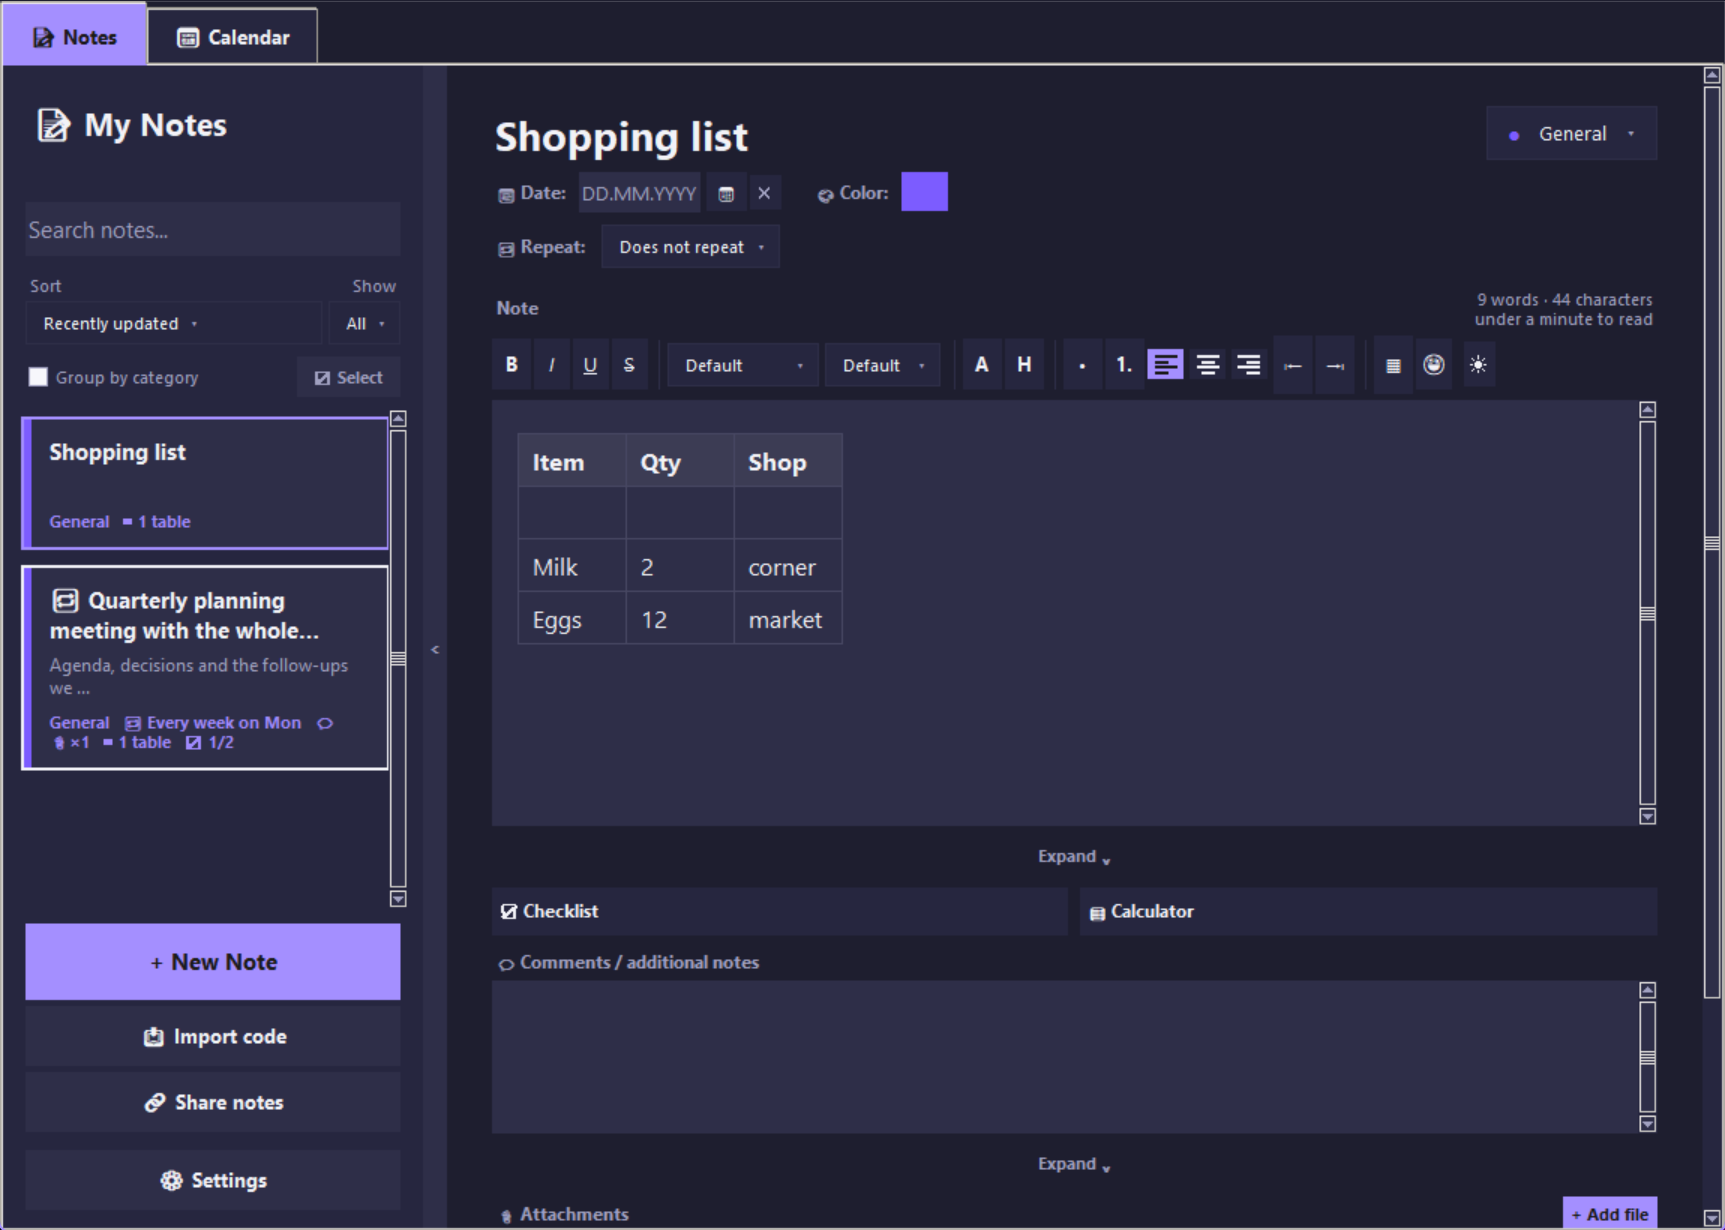 Notes
Calendar
My Notes
Search notes...
Sort
Show
Recently updated
All
Group by category
Select
Shopping list
General 1 table
Quarterly planning
meeting with the whole...
Agenda, decisions and the follow-ups
we ...
General Every week on Mon
×1 1 table 1/2
+ New Note
Import code
Share notes
Settings
<
Shopping list
General
Date: DD.MM.YYYY ×
Color:
Repeat: Does not repeat
Note
9 words · 44 characters
under a minute to read
B I U S Default Default A H • 1.
Item Qty Shop
Milk 2 corner
Eggs 12 market
Expand
Checklist
Calculator
Comments / additional notes
Expand
Attachments
+ Add file